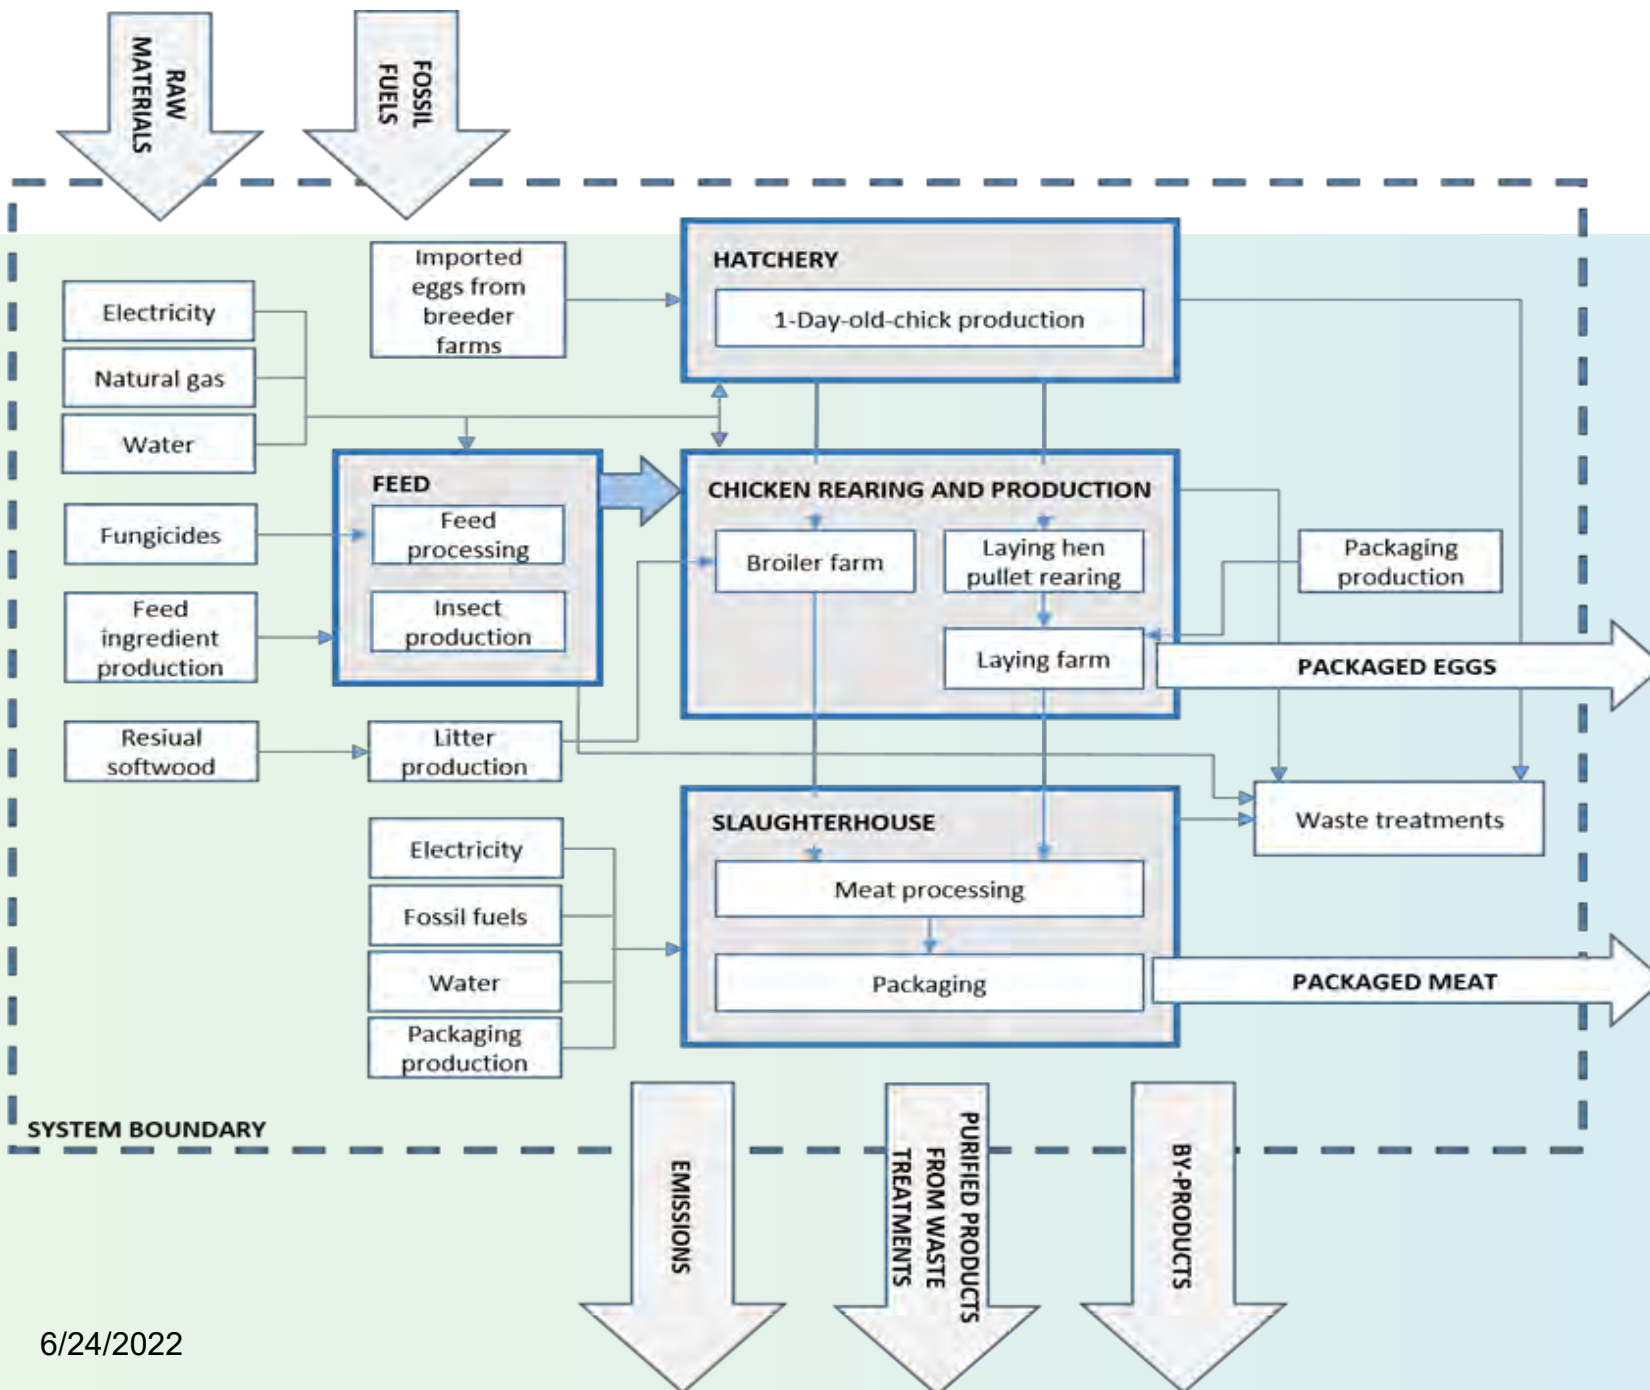 RAW
MATERIALS
FOSSIL
FUELS
Imported
eggs from
breeder
farms
HATCHERY
1-Day-old-chick production
Electricity
Natural gas
Water
FEED
Feed
processing
Insect
production
CHICKEN REARING AND PRODUCTION
Broiler farm
Laying hen
pullet rearing
Laying farm
Packaging
production
Fungicides
Feed
ingredient
production
PACKAGED EGGS
Resiual
softwood
Litter
production
SLAUGHTERHOUSE
Meat processing
Packaging
Waste treatments
Electricity
Fossil fuels
Water
Packaging
production
PACKAGED MEAT
SYSTEM BOUNDARY
EMISSIONS
PURIFIED PRODUCTS
FROM WASTE
TREATMENTS
BY-PRODUCTS
6/24/2022